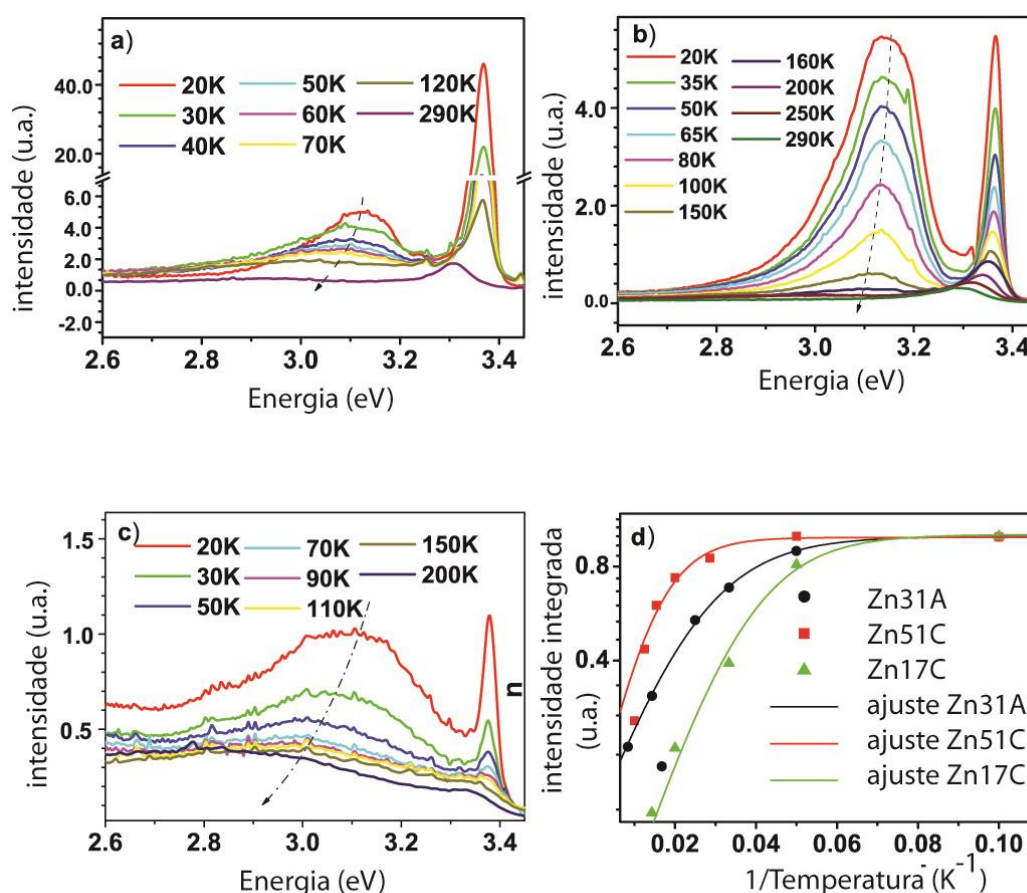 a)
20K 50K 120K
30K 60K 290K
40K 70K
intensidade (u.a.)
40.0
20.0
6.0
4.0
2.0
0.0
-2.0
2.6 2.8 3.0 3.2 3.4
Energia (eV)
b)
20K 160K
35K 200K
50K 250K
65K 290K
80K
100K
150K
intensidade (u.a.)
4.0
2.0
0.0
2.6 2.8 3.0 3.2 3.4
Energia (eV)
c)
20K 70K 150K
30K 90K 200K
50K 110K
intensidade (u.a.)
1.5
1.0
0.5
2.6 2.8 3.0 3.2 3.4
Energia (eV)
n
d)
Zn31A
Zn51C
Zn17C
ajuste Zn31A
ajuste Zn51C
ajuste Zn17C
intensidade integrada
(u.a.)
0.8
0.4
0.02 0.04 0.06 0.08 0.10
1/Temperatura⁻(K⁻¹)